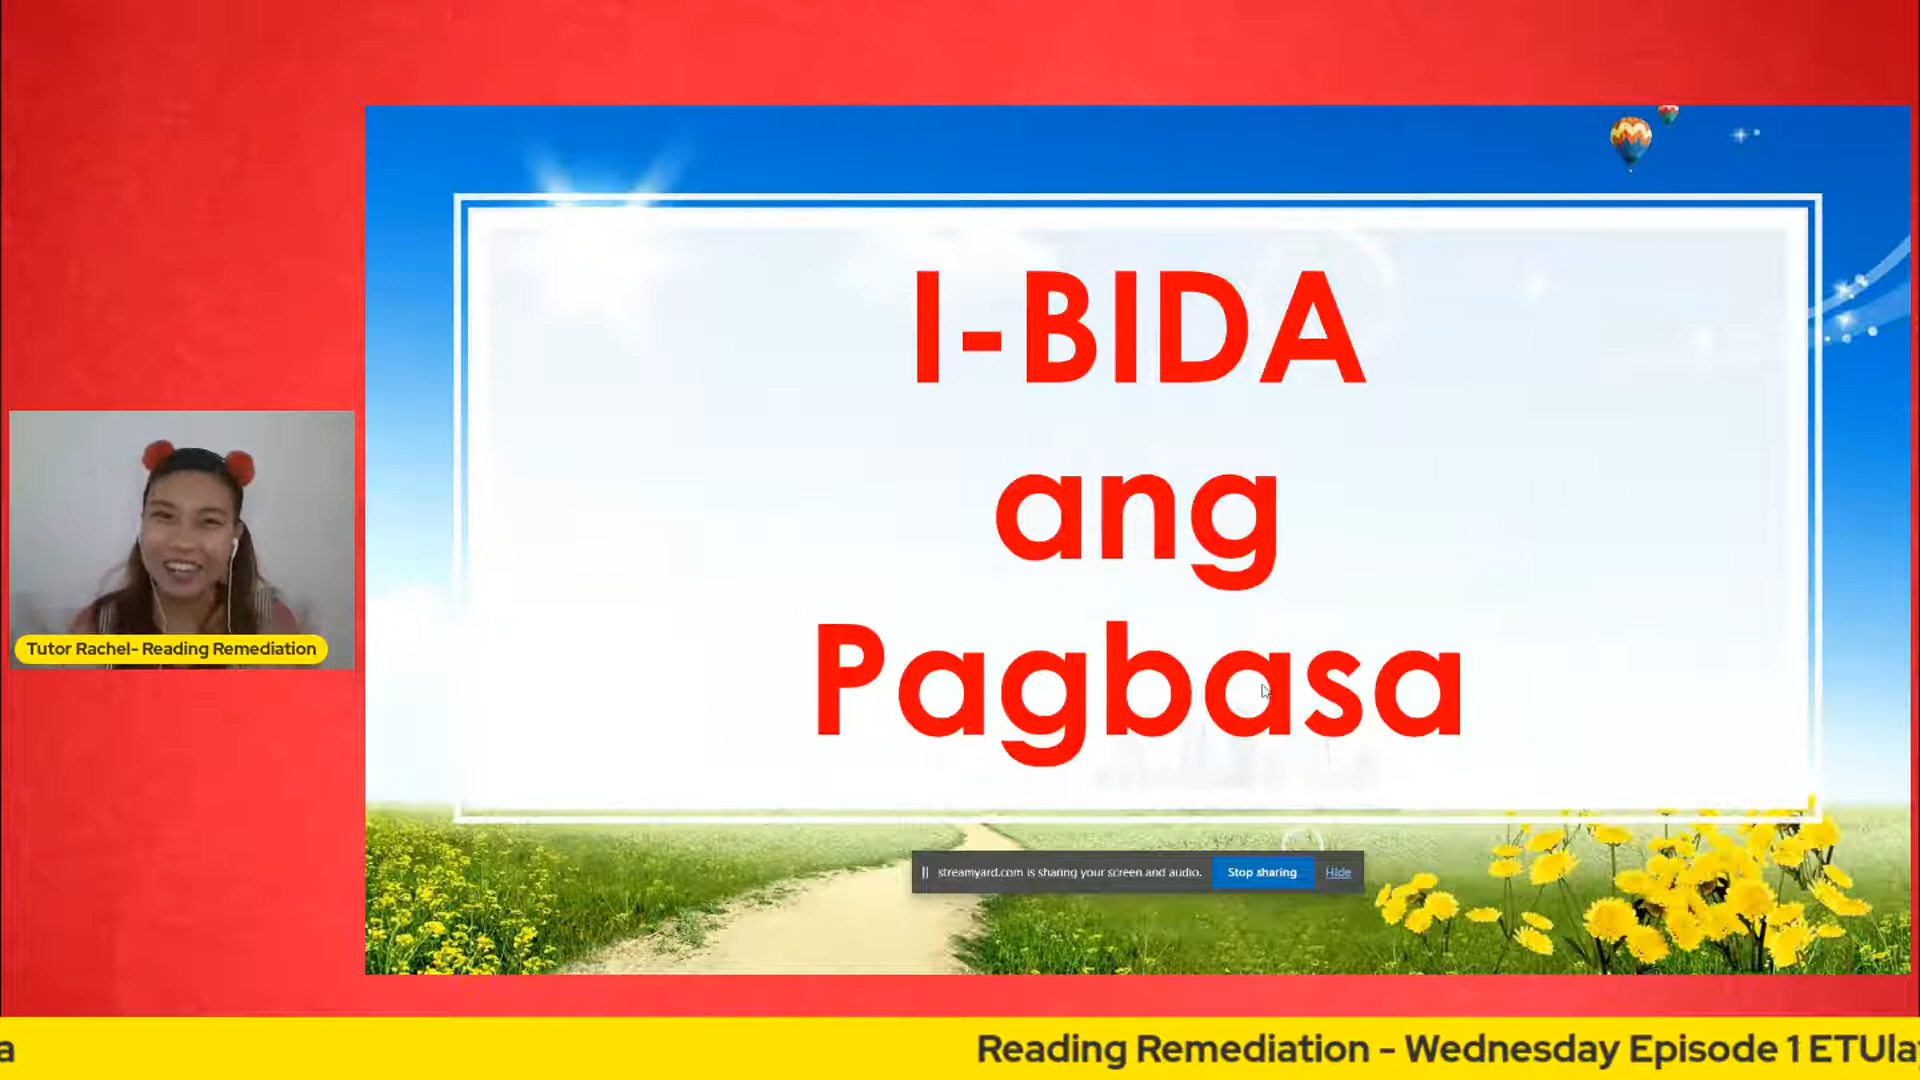 I-BIDA
ang
Pagbasa
Tutor Rachel- Reading Remediation
streamyard.com is sharing your screen and audio.
Stop sharing
Hide
a
Reading Remediation - Wednesday Episode 1